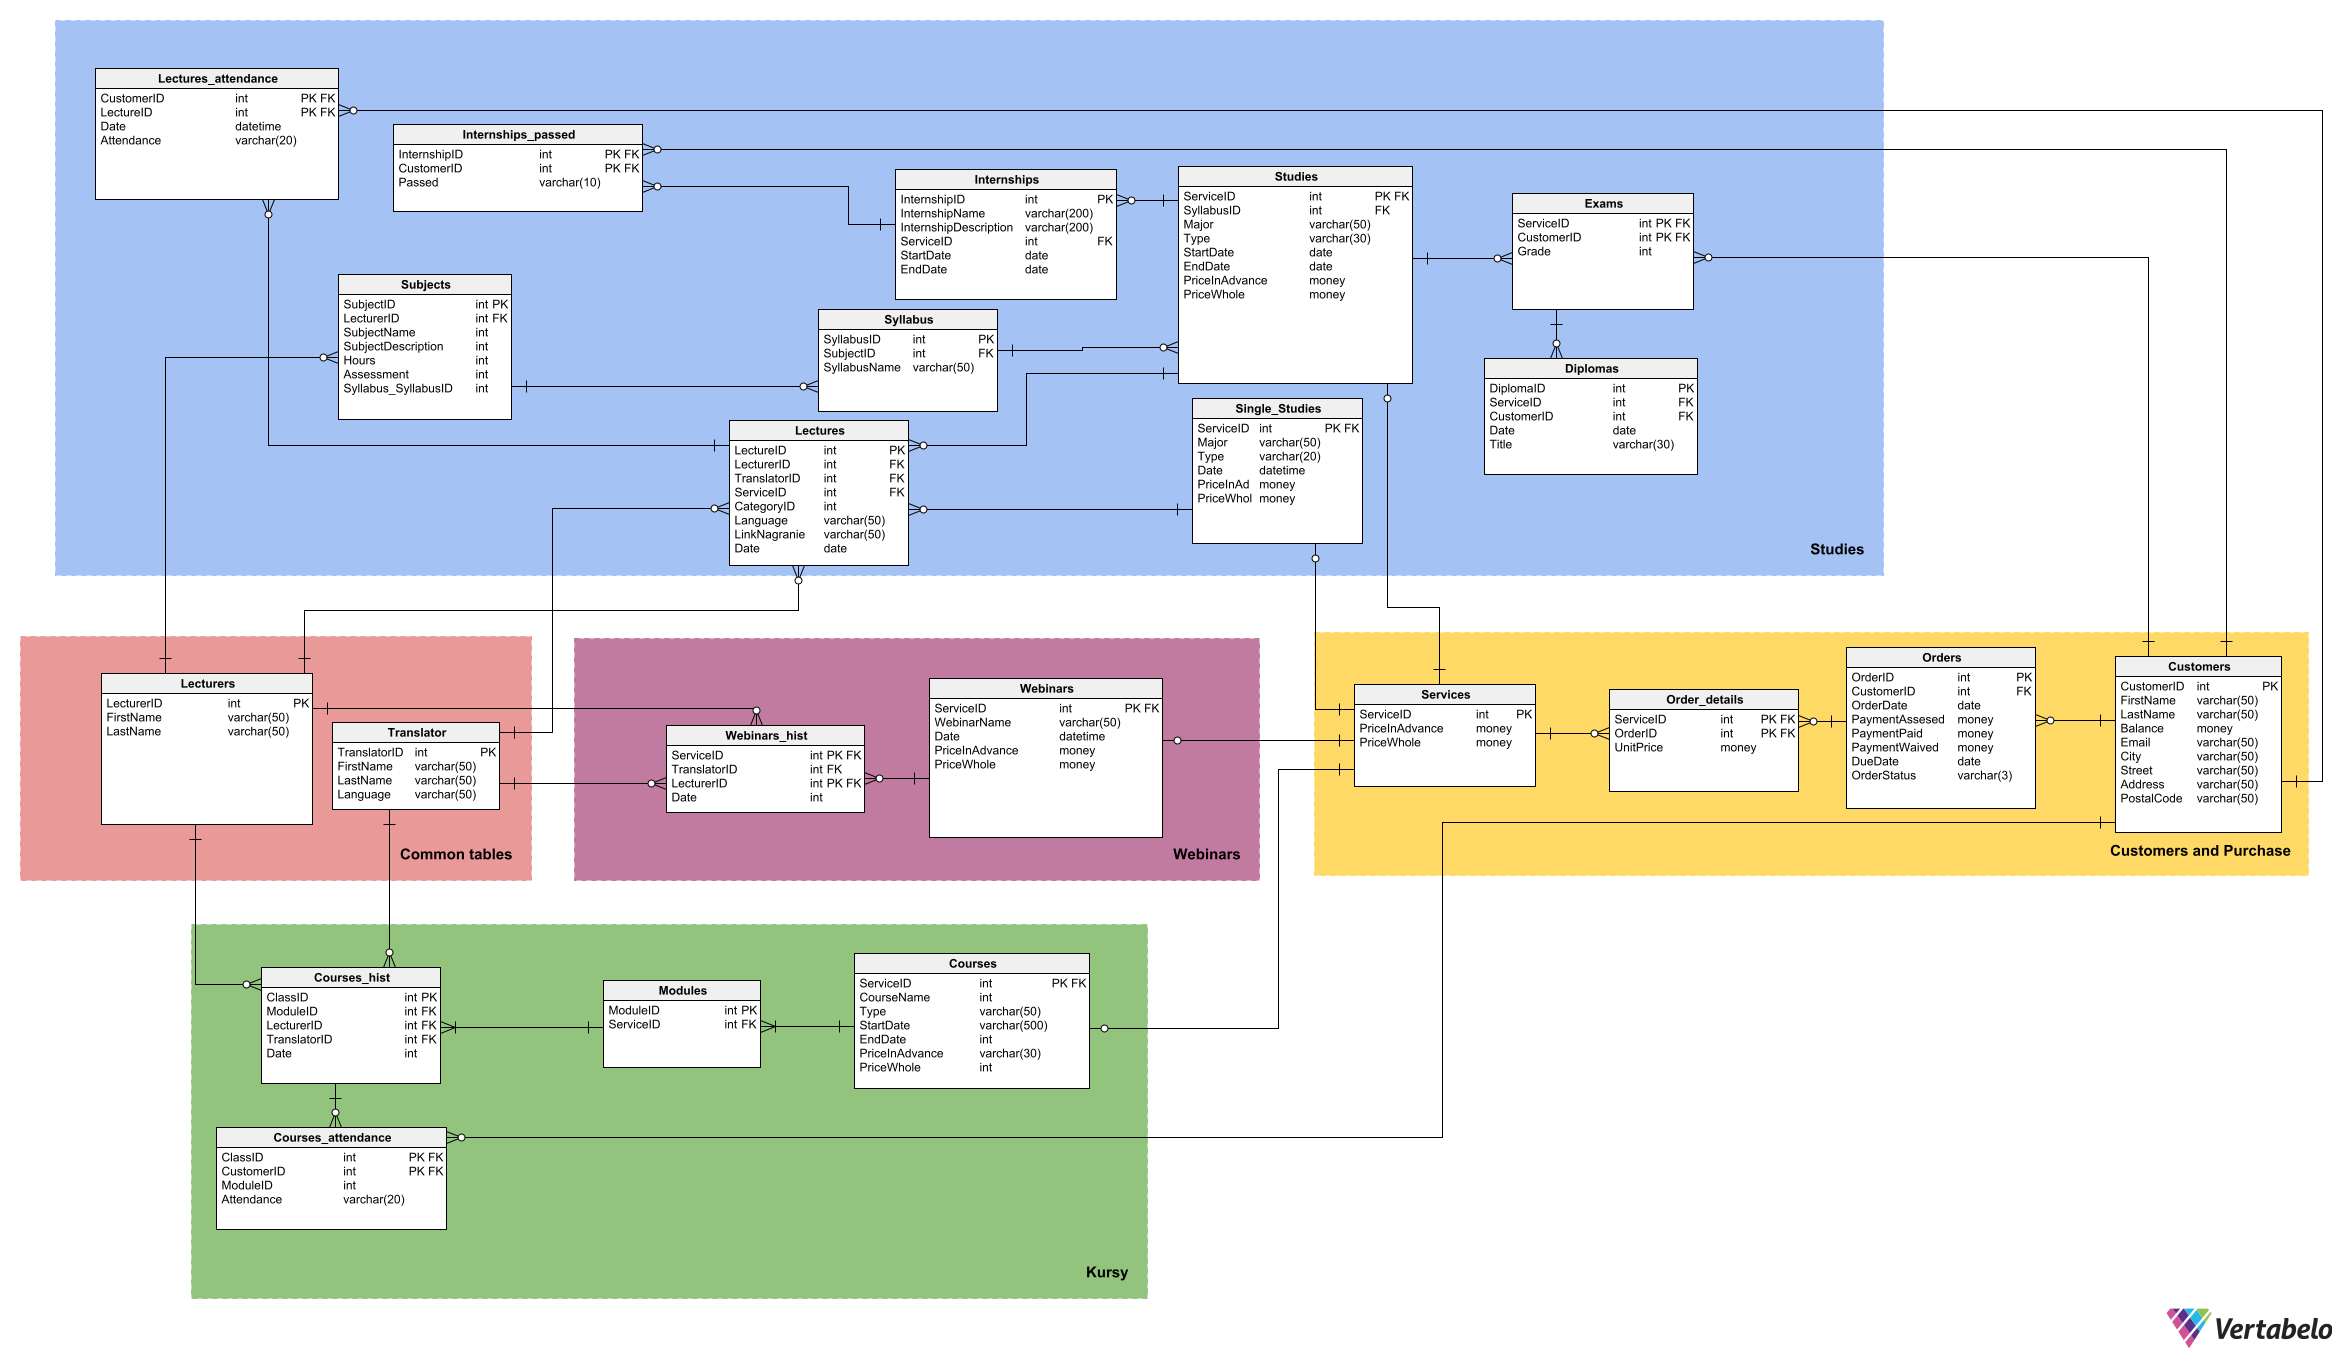 Lectures_attendance
CustomerID int PK FK
LectureID int PK FK
Date datetime
Attendance varchar(20)
Internships_passed
InternshipID int PK FK
CustomerID int PK FK
Passed varchar(10)
Internships
InternshipID int PK
InternshipName varchar(200)
InternshipDescription varchar(200)
ServiceID int FK
StartDate date
EndDate date
Studies
ServiceID int PK FK
SyllabusID int FK
Major varchar(50)
Type varchar(30)
StartDate date
EndDate date
PriceInAdvance money
PriceWhole money
Exams
ServiceID int PK FK
CustomerID int PK FK
Grade int
Subjects
SubjectID int PK
LecturerID int FK
SubjectName int
SubjectDescription int
Hours int
Assessment int
Syllabus_SyllabusID int
Syllabus
SyllabusID int PK
SubjectID int FK
SyllabusName varchar(50)
Diplomas
DiplomaID int PK
ServiceID int FK
CustomerID int FK
Date date
Title varchar(30)
Lectures
LectureID int PK
LecturerID int FK
TranslatorID int FK
ServiceID int FK
CategoryID int
Language varchar(50)
LinkNagranie varchar(50)
Date date
Single_Studies
ServiceID int PK FK
Major varchar(50)
Type varchar(20)
Date datetime
PriceInAd money
PriceWhol money
Studies
Lecturers
LecturerID int PK
FirstName varchar(50)
LastName varchar(50)
Translator
TranslatorID int PK
FirstName varchar(50)
LastName varchar(50)
Language varchar(50)
Common tables
Webinars_hist
ServiceID int PK FK
TranslatorID int FK
LecturerID int PK FK
Date int
Webinars
ServiceID int PK FK
WebinarName varchar(50)
Date datetime
PriceInAdvance money
PriceWhole money
Webinars
Services
ServiceID int PK
PriceInAdvance money
PriceWhole money
Order_details
ServiceID int PK FK
OrderID int PK FK
UnitPrice money
Orders
OrderID int PK
CustomerID int FK
OrderDate date
PaymentAssesed money
PaymentPaid money
PaymentWaived money
DueDate date
OrderStatus varchar(3)
Customers
CustomerID int PK
FirstName varchar(50)
LastName varchar(50)
Balance money
Email varchar(50)
City varchar(50)
Street varchar(50)
Address varchar(50)
PostalCode varchar(50)
Customers and Purchase
Courses_hist
ClassID int PK
ModuleID int FK
LecturerID int FK
TranslatorID int FK
Date int
Modules
ModuleID int PK
ServiceID int FK
Courses
ServiceID int PK FK
CourseName int
Type varchar(50)
StartDate varchar(500)
EndDate int
PriceInAdvance varchar(30)
PriceWhole int
Courses_attendance
ClassID int PK FK
CustomerID int PK FK
ModuleID int
Attendance varchar(20)
Kursy
Vertabelo